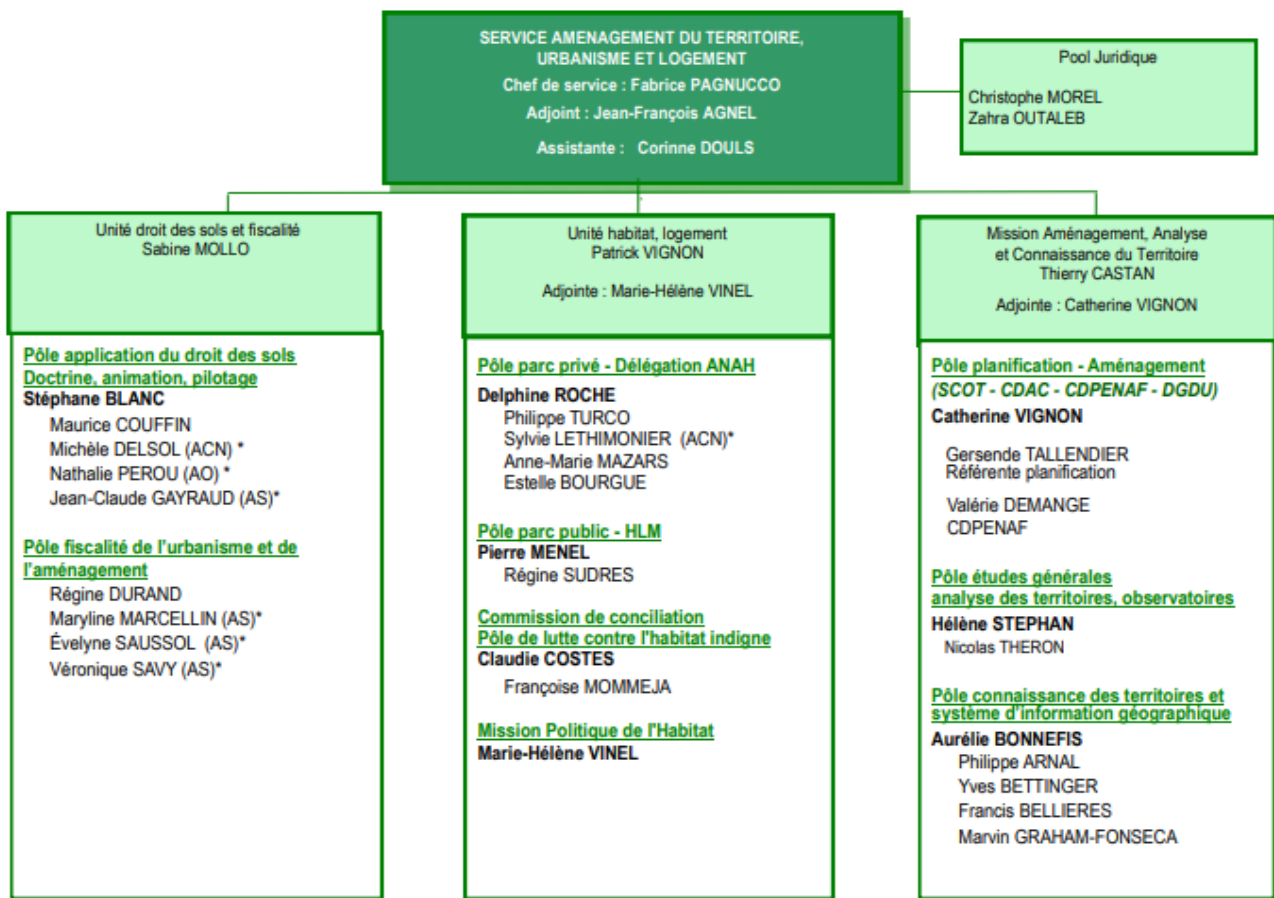 SERVICE AMENAGEMENT DU TERRITOIRE,
URBANISME ET LOGEMENT
Chef de service : Fabrice PAGNUCCO
Adjoint : Jean-François AGNEL
Assistante : Corinne DOULS
Pool Juridique
Christophe MOREL
Zahra OUTALEB
Unité droit des sols et fiscalité
Sabine MOLLO
Pôle application du droit des sols
Doctrine, animation, pilotage
Stéphane BLANC
Maurice COUFFIN
Michèle DELSOL (ACN) *
Nathalie PEROU (AO) *
Jean-Claude GAYRAUD (AS)*
Pôle fiscalité de l'urbanisme et de
l'aménagement
Régine DURAND
Maryline MARCELLIN (AS)*
Évelyne SAUSSOL (AS)*
Véronique SAVY (AS)*
Unité habitat, logement
Patrick VIGNON
Adjointe : Marie-Hélène VINEL
Pôle parc privé - Délégation ANAH
Delphine ROCHE
Philippe TURCO
Sylvie LETHIMONIER (ACN)*
Anne-Marie MAZARS
Estelle BOURGUE
Pôle parc public - HLM
Pierre MENEL
Régine SUDRES
Commission de conciliation
Pôle de lutte contre l'habitat indigne
Claudie COSTES
Françoise MOMMEJA
Mission Politique de l'Habitat
Marie-Hélène VINEL
Mission Aménagement, Analyse
et Connaissance du Territoire
Thierry CASTAN
Adjointe : Catherine VIGNON
Pôle planification - Aménagement
(SCOT - CDAC - CDPENAF - DGDU)
Catherine VIGNON
Gersende TALLENDIER
Référente planification
Valérie DEMANGE
CDPENAF
Pôle études générales
analyse des territoires, observatoires
Hélène STEPHAN
Nicolas THERON
Pôle connaissance des territoires et
système d'information géographique
Aurélie BONNEFIS
Philippe ARNAL
Yves BETTINGER
Francis BELLIERES
Marvin GRAHAM-FONSECA